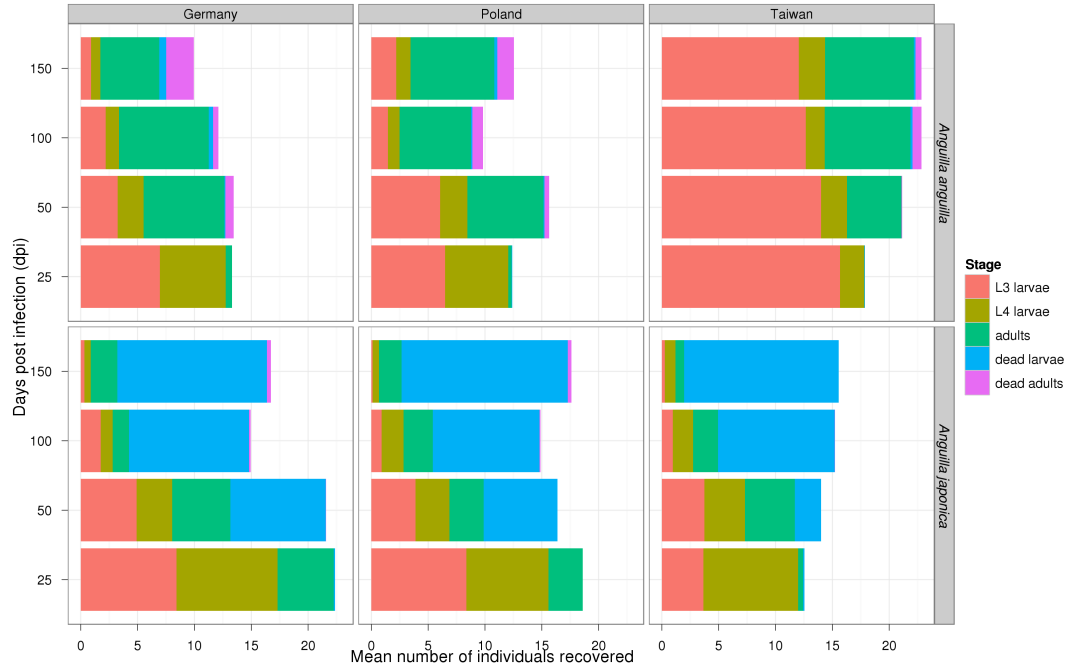 Germany
Poland
Taiwan
150
100
50
25
Anguilla anguilla
150
100
50
25
Anguilla japonica
Days post infection (dpi)
0 5 10 15 20
0 5 10 15 20
0 5 10 15 20
Mean number of individuals recovered
Stage
L3 larvae
L4 larvae
adults
dead larvae
dead adults